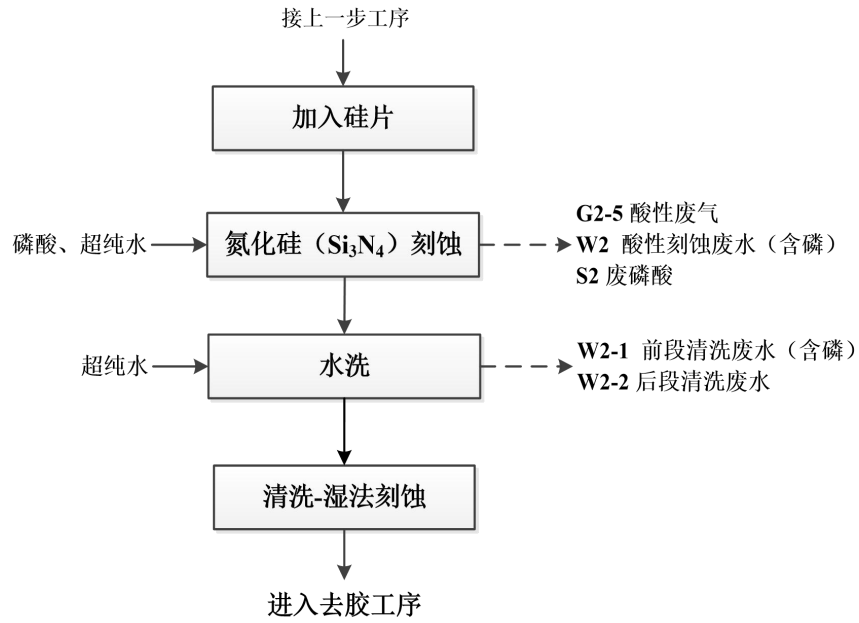 接上一步工序
加入硅片
磷酸、超纯水
氮化硅（Si₃N₄）刻蚀
G2-5 酸性废气
W2 酸性刻蚀废水（含磷）
S2 废磷酸
超纯水
水洗
W2-1 前段清洗废水（含磷）
W2-2 后段清洗废水
清洗-湿法刻蚀
进入去胶工序